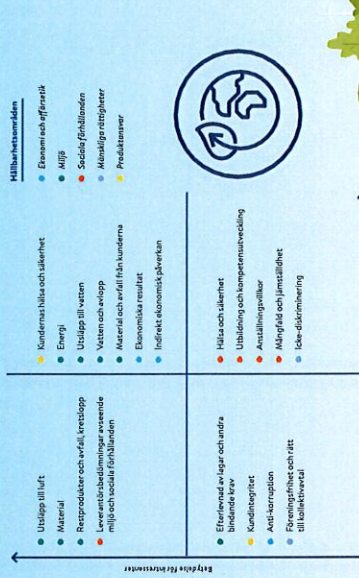 Hållbarhetsområden
Ekonomi och affärsetik
Miljö
Sociala förhållanden
Mänskliga rättigheter
Produktansvar
Betydelse för intressenter
Utsläpp till luft
Material
Restprodukter och avfall, kretslopp
Leverantörsbedömningar avseende
miljö och sociala förhållanden
Kundernas hälsa och säkerhet
Energi
Utsläpp till vatten
Vatten och avlopp
Material och avfall från kunderna
Ekonomiska resultat
Indirekt ekonomisk påverkan
Efterlevnad av lagar och andra
bindande krav
Kundintegritet
Anti-korruption
Föreningsfrihet och rätt
till kollektivavtal
Hälsa och säkerhet
Utbildning och kompetensutveckling
Anställningsvillkor
Mångfald och jämställdhet
Icke-diskriminering